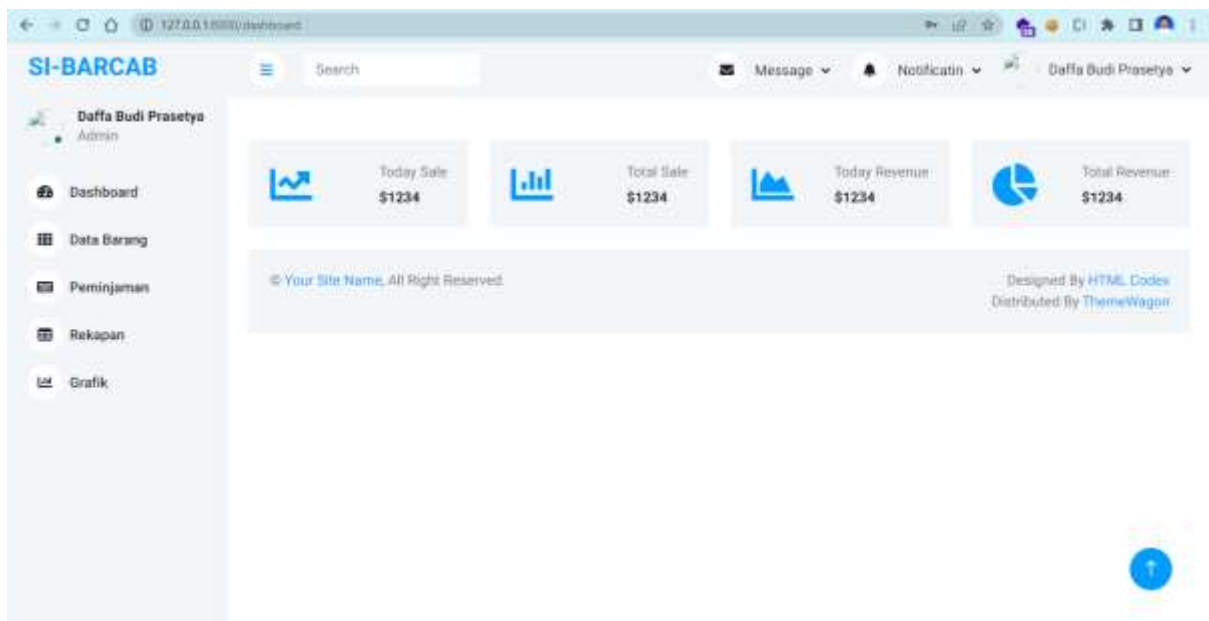 127.0.0.1:8000/dashboard
SI-BARCAB
Search
Message
Notificatin
Daffa Budi Prasetya
Daffa Budi Prasetya
Admin
Dashboard
Data Barang
Peminjaman
Rekapan
Grafik
Today Sale
$1234
Total Sale
$1234
Today Revenue
$1234
Total Revenue
$1234
© Your Site Name, All Right Reserved.
Designed By HTML Codex
Distributed By ThemeWagon